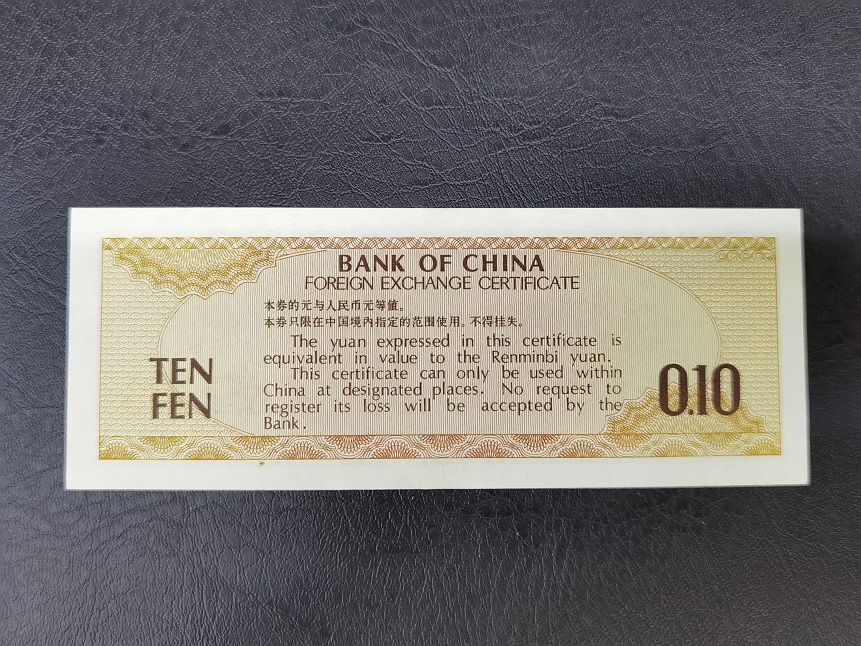 BANK OF CHINA
FOREIGN EXCHANGE CERTIFICATE
本券的元与人民币元等值。
本券只限在中国境内指定的范围使用。不得挂失。
The yuan expressed in this certificate is
equivalent in value to the Renminbi yuan.
This certificate can only be used within
China at designated places. No request to
register its loss will be accepted by the
Bank.
TEN
FEN
0.10